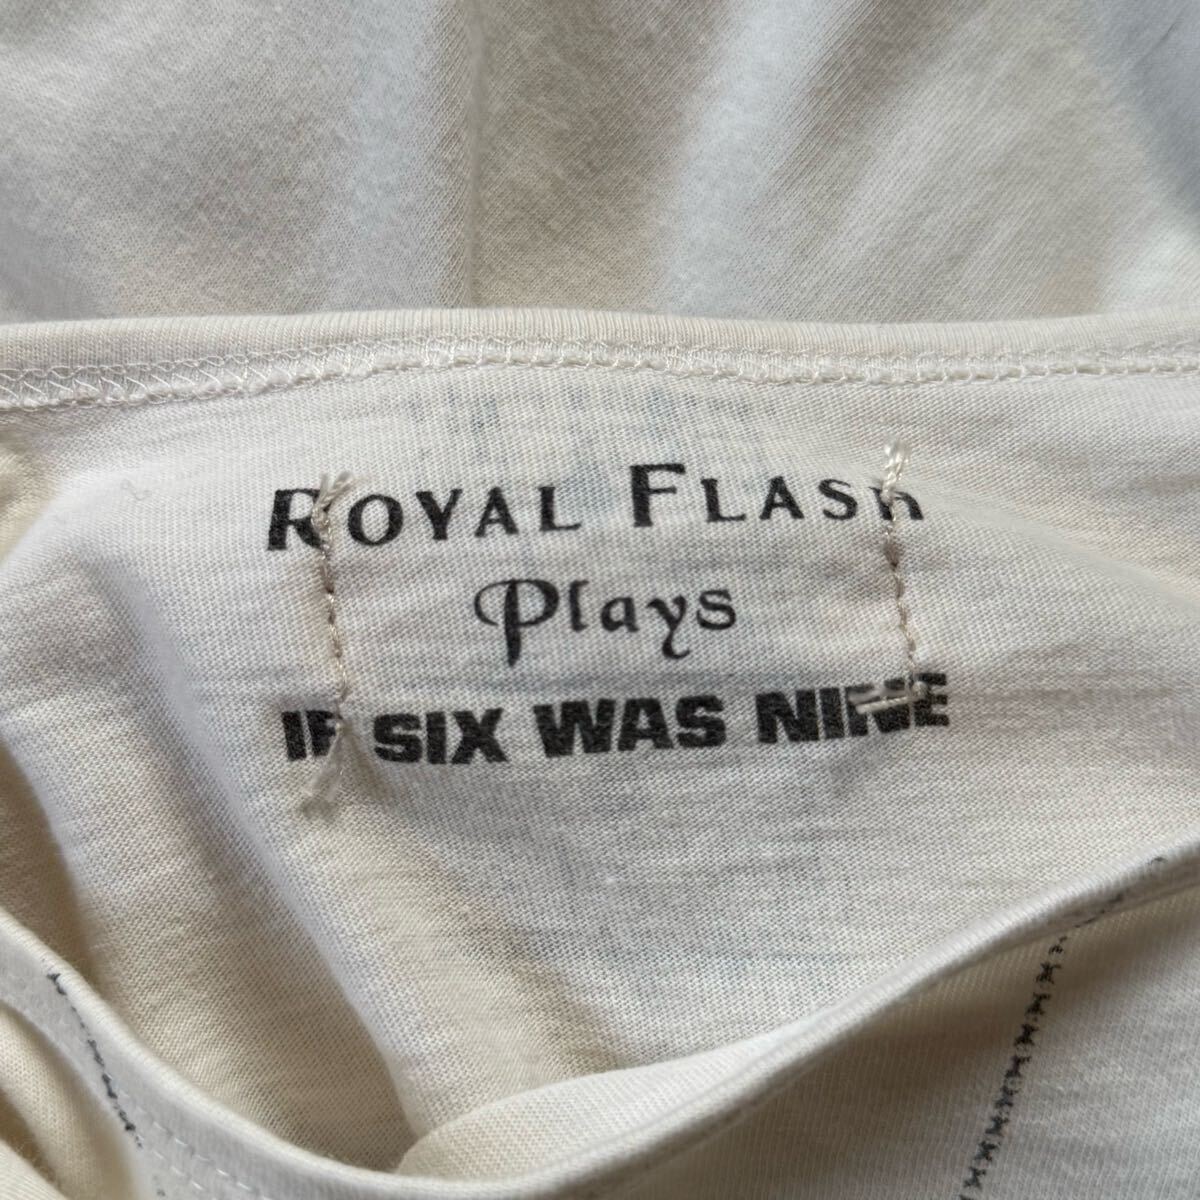 ROYAL FLASH
Plays
IF SIX WAS NINE